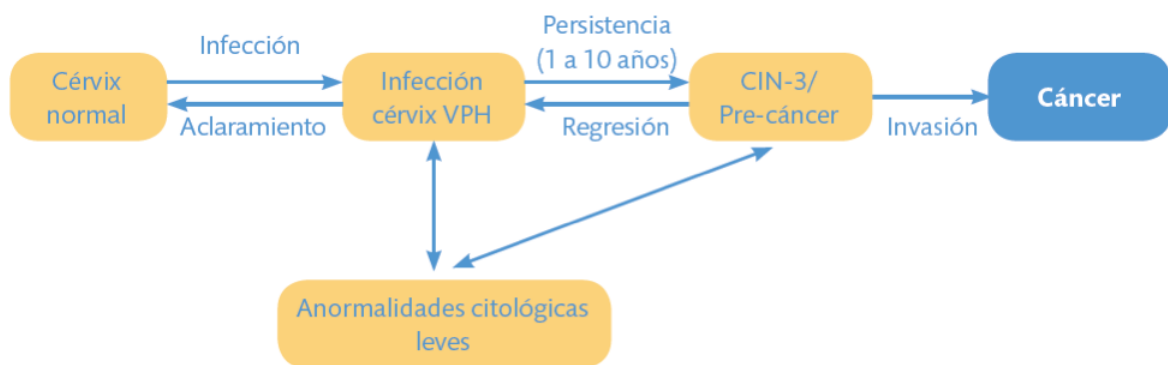 Cérvix
normal
Infección
Aclaramiento
Infección
cérvix VPH
Persistencia
(1 a 10 años)
Regresión
CIN-3/
Pre-cáncer
Invasión
Cáncer
Anormalidades citológicas
leves